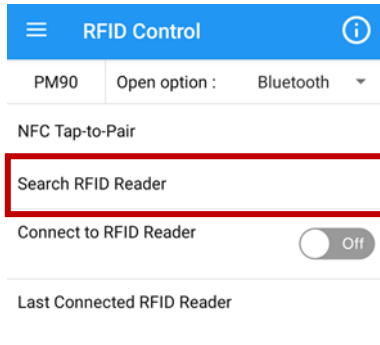 RFID Control
PM90 Open option : Bluetooth
NFC Tap-to-Pair
Search RFID Reader
Connect to RFID Reader Off
Last Connected RFID Reader